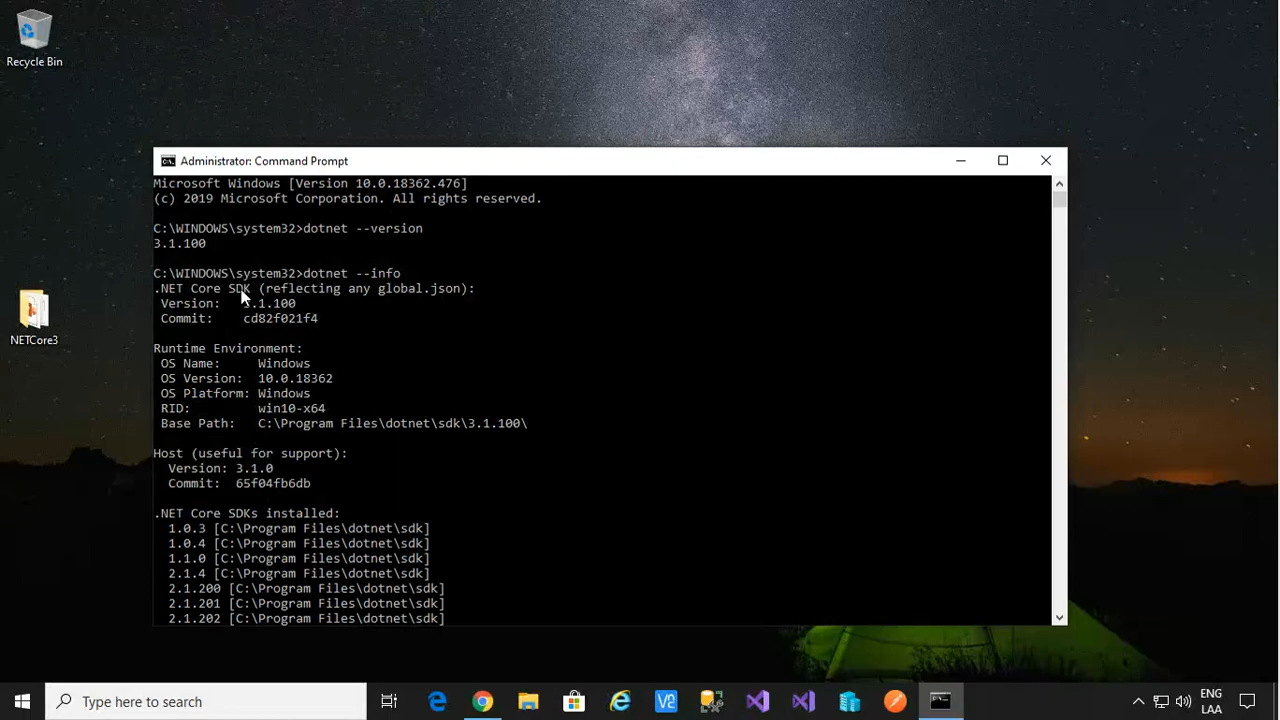 Recycle Bin
NETCore3
Administrator: Command Prompt
Microsoft Windows [Version 10.0.18362.476]
(c) 2019 Microsoft Corporation. All rights reserved.
C:\WINDOWS\system32>dotnet --version
3.1.100
C:\WINDOWS\system32>dotnet --info
.NET Core SDK (reflecting any global.json):
Version: 3.1.100
Commit: cd82f021f4
Runtime Environment:
OS Name: Windows
OS Version: 10.0.18362
OS Platform: Windows
RID: win10-x64
Base Path: C:\Program Files\dotnet\sdk\3.1.100\
Host (useful for support):
Version: 3.1.0
Commit: 65f04fb6db
.NET Core SDKs installed:
1.0.3 [C:\Program Files\dotnet\sdk]
1.0.4 [C:\Program Files\dotnet\sdk]
1.1.0 [C:\Program Files\dotnet\sdk]
2.1.4 [C:\Program Files\dotnet\sdk]
2.1.200 [C:\Program Files\dotnet\sdk]
2.1.201 [C:\Program Files\dotnet\sdk]
2.1.202 [C:\Program Files\dotnet\sdk]
Type here to search
ENG
LAA